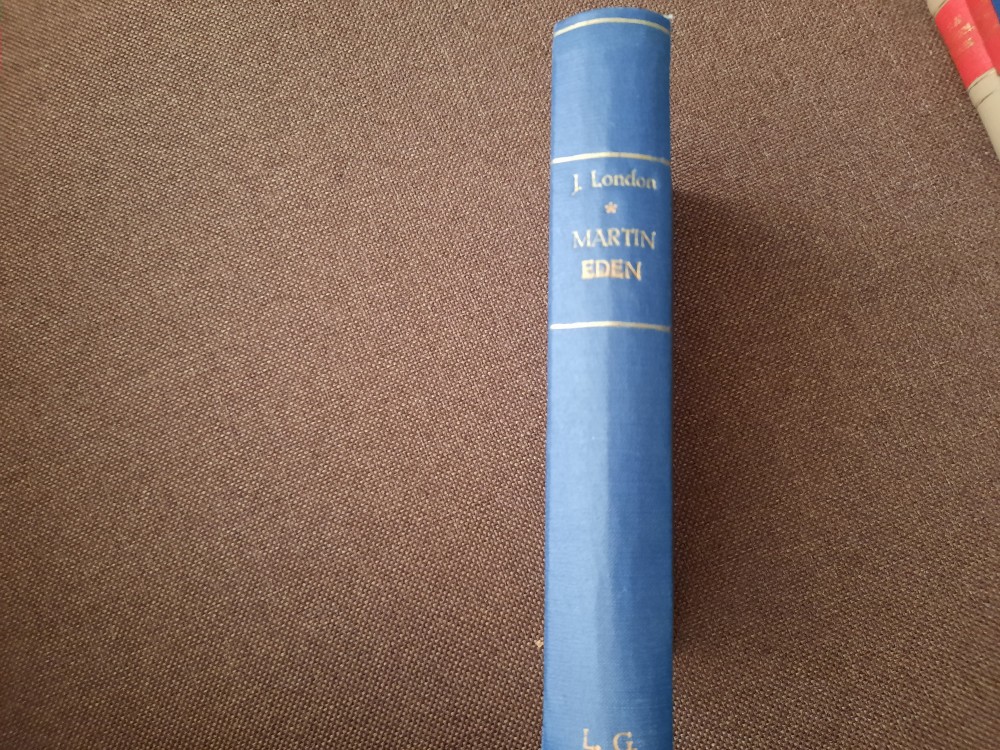 J. London
*
MARTIN
EDEN
L. G.